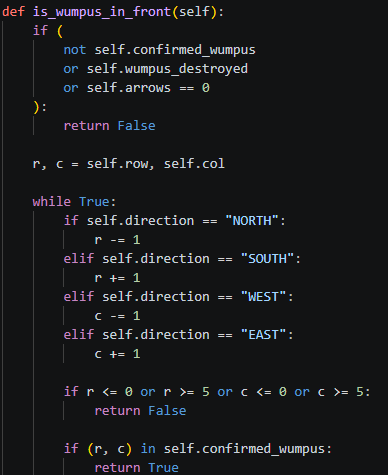 def is_wumpus_in_front(self):
    if (
        not self.confirmed_wumpus
        or self.wumpus_destroyed
        or self.arrows == 0
    ):
        return False

    r, c = self.row, self.col

    while True:
        if self.direction == "NORTH":
            r -= 1
        elif self.direction == "SOUTH":
            r += 1
        elif self.direction == "WEST":
            c -= 1
        elif self.direction == "EAST":
            c += 1

        if r <= 0 or r >= 5 or c <= 0 or c >= 5:
            return False

        if (r, c) in self.confirmed_wumpus:
            return True